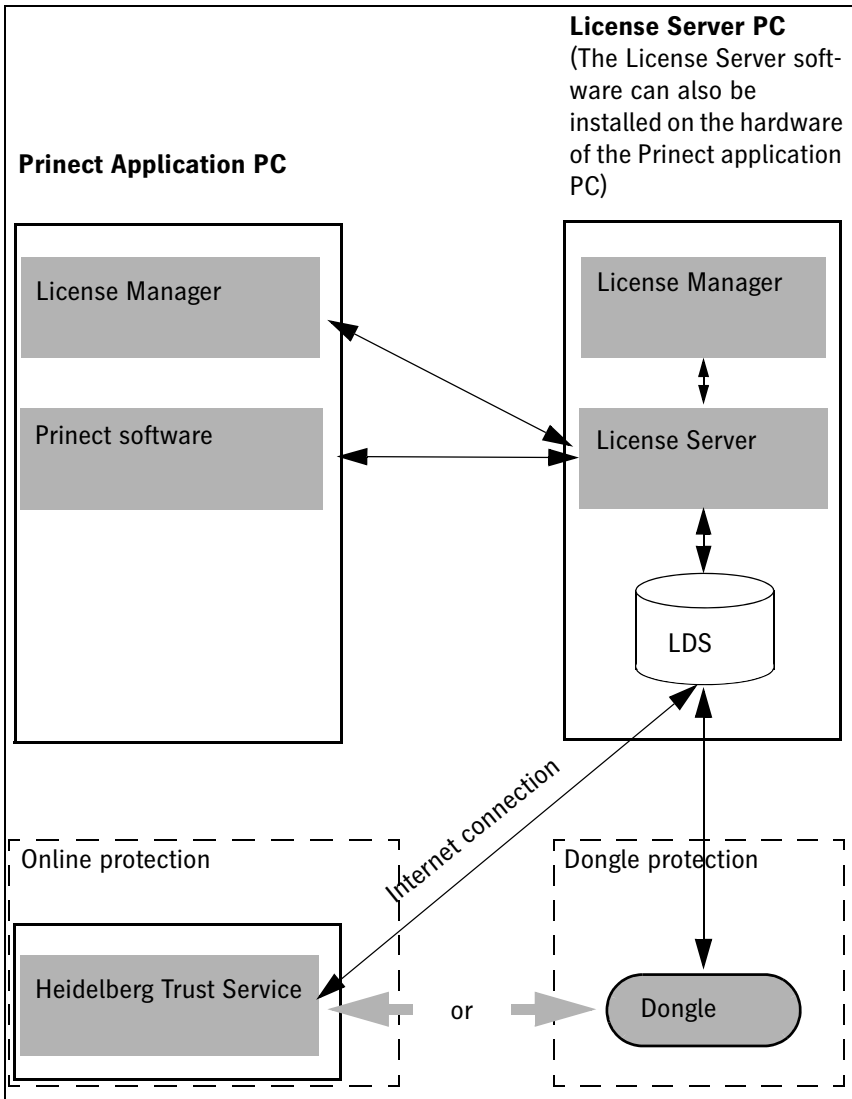 License Server PC
(The License Server soft-
ware can also be
installed on the hardware
of the Prinect application
PC)
Prinect Application PC
License Manager
License Manager
Prinect software
License Server
LDS
Internet connection
Online protection
Dongle protection
Heidelberg Trust Service
or
Dongle